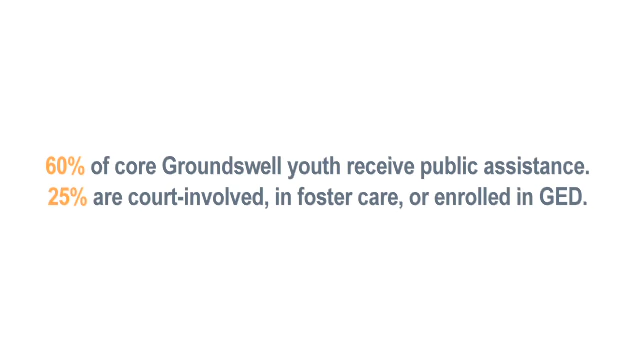 60% of core Groundswell youth receive public assistance.
25% are court-involved, in foster care, or enrolled in GED.